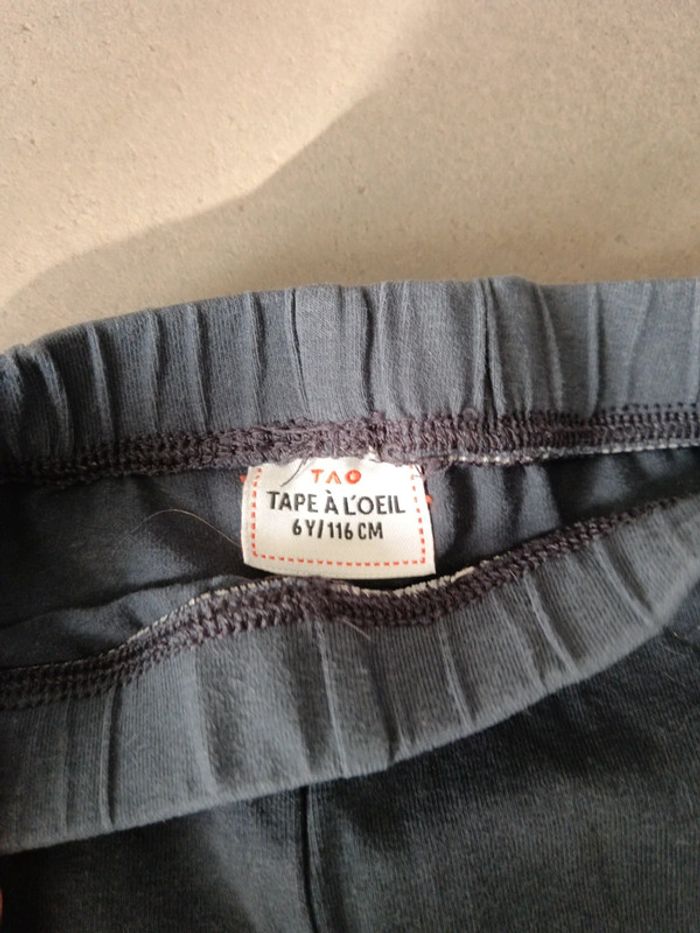 TAO
TAPE À L'OEIL
6Y/116 CM